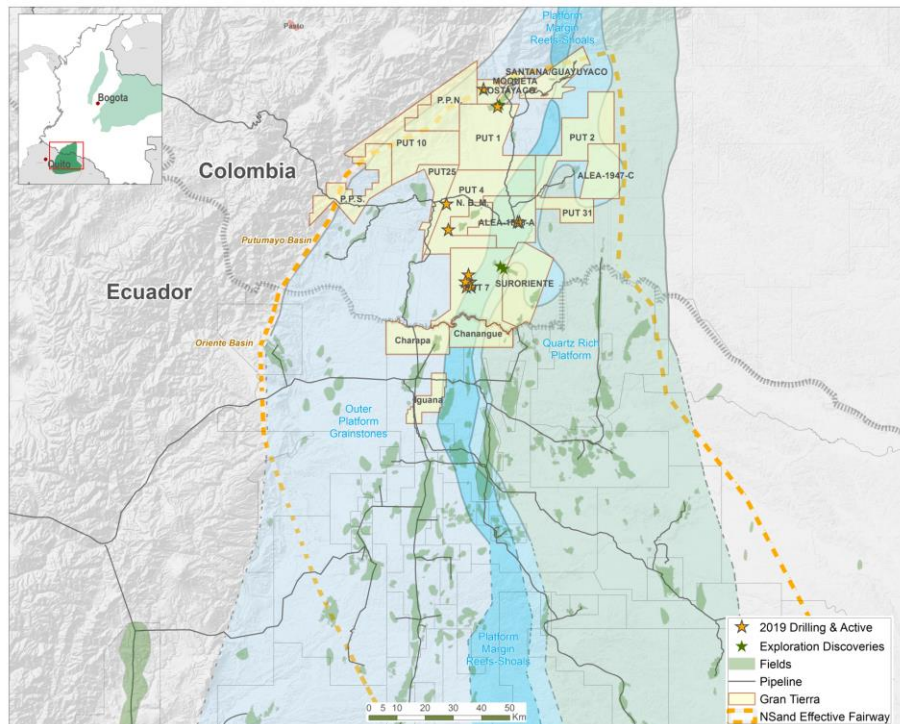 Pasto
Platform
Margin
Reefs-Shoals
Bogota
Quito
SANTANA/GUAYUYACO
MOQUETA
COSTAYACO
P.P.N.
PUT 1
PUT 2
PUT 10
Colombia
PUT25
ALEA-1947-C
PUT 4
P.P.S.
N. B. M.
PUT 31
Putumayo Basin
Ecuador
SURORIENTE
PUT 7
Charapa
Chanangue
Oriente Basin
Quartz Rich
Platform
Iguana
Outer
Platform
Grainstones
Platform
Margin
Reefs-Shoals
0 5 10 20 30 40 50
Km
2019 Drilling & Active
Exploration Discoveries
Fields
Pipeline
Gran Tierra
NSand Effective Fairway